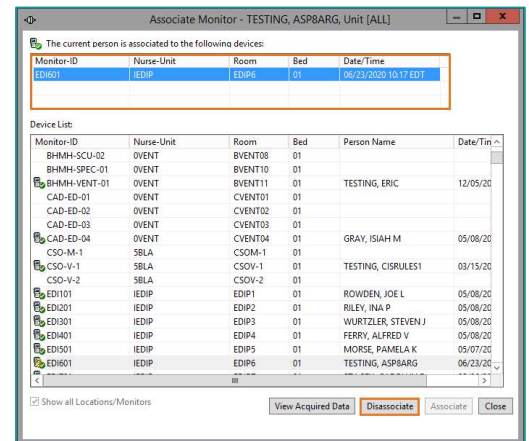 Associate Monitor - TESTING, ASP8ARG, Unit [ALL]
The current person is associated to the following devices:
Monitor-ID Nurse-Unit Room Bed Date/Time
EDI601 IEDIP EDIP6 01 06/23/2020 10:17 EDT
Device List:
Monitor-ID Nurse-Unit Room Bed Person Name Date/Tin
BHMH-SCU-02 0VENT BVENT08 01
BHMH-SPEC-01 0VENT BVENT10 01
BHMH-VENT-01 0VENT BVENT11 01 TESTING, ERIC 12/05/20
CAD-ED-01 0VENT CVENT01 01
CAD-ED-02 0VENT CVENT02 01
CAD-ED-03 0VENT CVENT03 01
CAD-ED-04 0VENT CVENT04 01 GRAY, ISIAH M 05/08/20
CSO-M-1 5BLA CSOM-1 01
CSO-V-1 5BLA CSOV-1 01 TESTING, CISRULES1 03/15/20
CSO-V-2 5BLA CSOV-2 01
EDI101 IEDIP EDIP1 01 ROWDEN, JOE L 05/08/20
EDI201 IEDIP EDIP2 01 RILEY, INA P 05/08/20
EDI301 IEDIP EDIP3 01 WURTZLER, STEVEN J 05/08/20
EDI401 IEDIP EDIP4 01 FERRY, ALFRED V 05/08/20
EDI501 IEDIP EDIP5 01 MORSE, PAMELA K 05/07/20
EDI601 IEDIP EDIP6 01 TESTING, ASP8ARG 06/23/20
Show all Locations/Monitors View Acquired Data Disassociate Associate Close